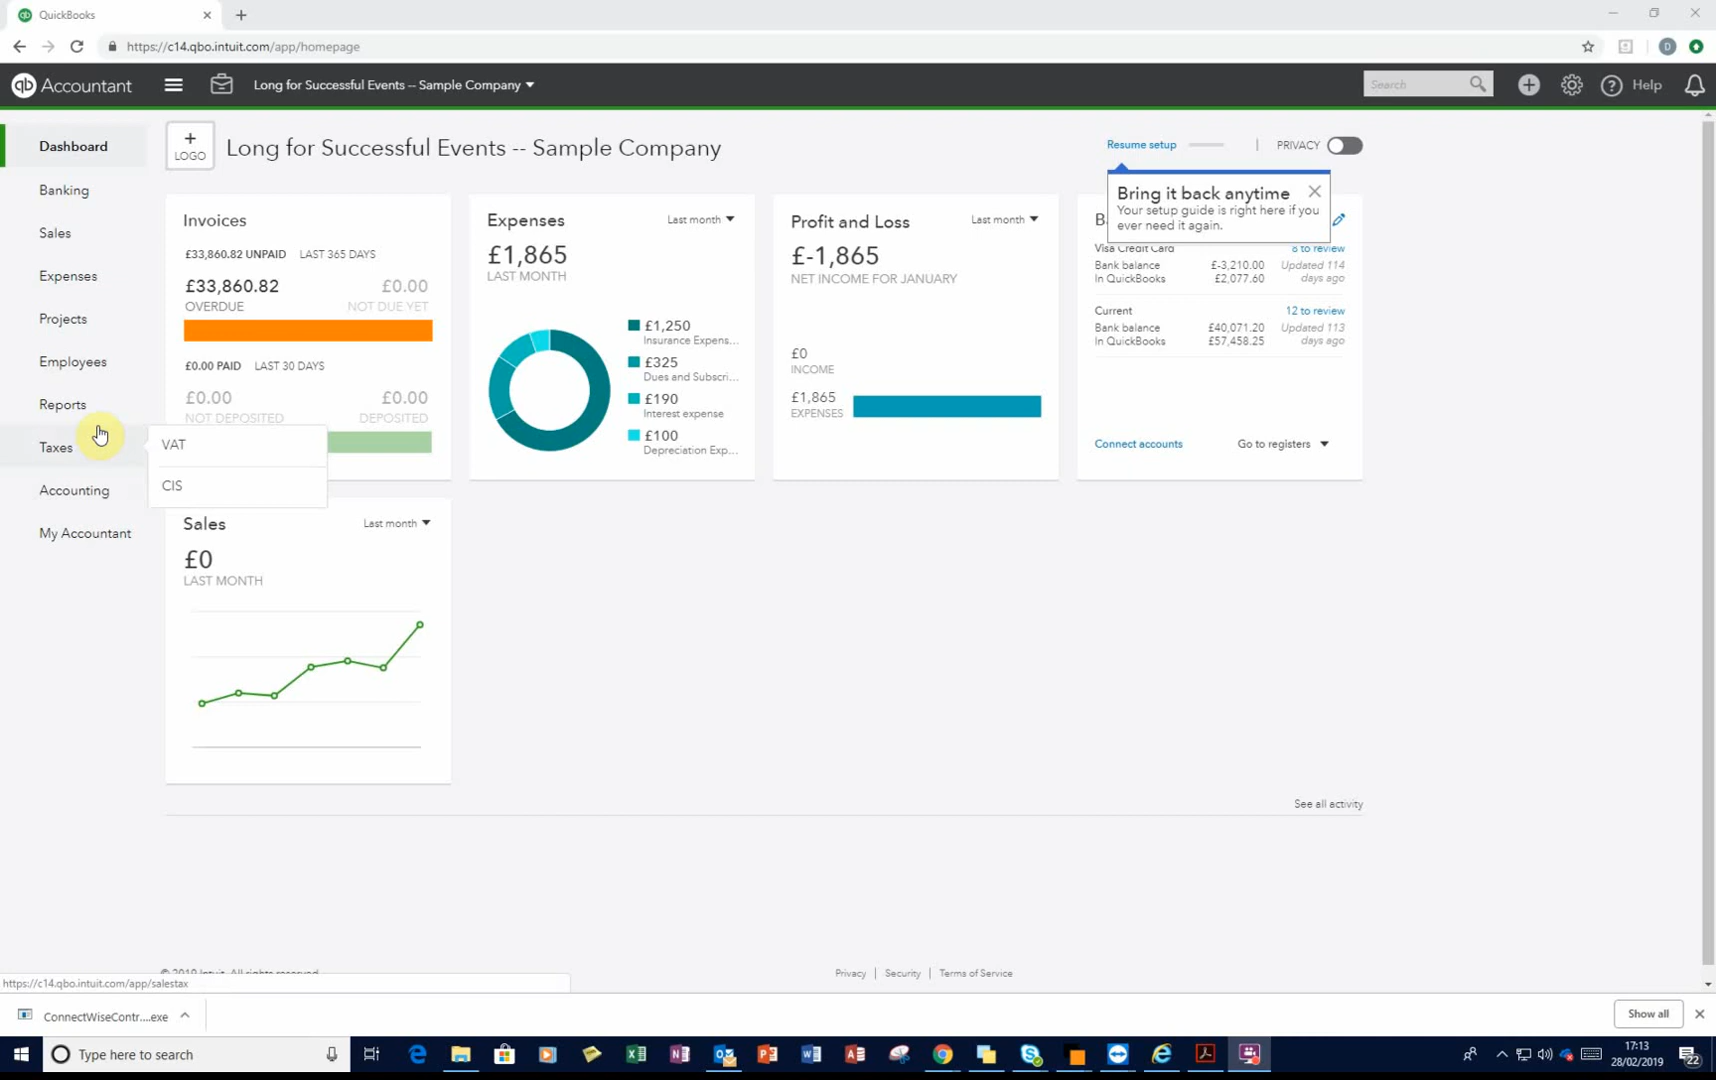 QuickBooks
https://c14.qbo.intuit.com/app/homepage
D
qb Accountant
Long for Successful Events -- Sample Company
Search
Help
Dashboard
Banking
Sales
Expenses
Projects
Employees
Reports
Taxes
Accounting
My Accountant
VAT
CIS
+
LOGO
Long for Successful Events -- Sample Company
Resume setup
PRIVACY
Bring it back anytime
Your setup guide is right here if you
ever need it again.
Invoices
£33,860.82 UNPAID LAST 365 DAYS
£33,860.82 £0.00
OVERDUE NOT DUE YET
£0.00 PAID LAST 30 DAYS
£0.00 £0.00
NOT DEPOSITED DEPOSITED
Expenses Last month
£1,865
LAST MONTH
£1,250
Insurance Expens...
£325
Dues and Subscri...
£190
Interest expense
£100
Depreciation Exp...
Profit and Loss Last month
£-1,865
NET INCOME FOR JANUARY
£0
INCOME
£1,865
EXPENSES
Visa Credit Card 8 to review
Bank balance £-3,210.00 Updated 114
In QuickBooks £2,077.60 days ago
Current 12 to review
Bank balance £40,071.20 Updated 113
In QuickBooks £57,458.25 days ago
Connect accounts Go to registers
Sales Last month
£0
LAST MONTH
See all activity
© 2019 Intuit. All rights reserved.
Privacy | Security | Terms of Service
https://c14.qbo.intuit.com/app/salestax
ConnectWiseContr....exe
Show all
Type here to search
17:13
28/02/2019
22